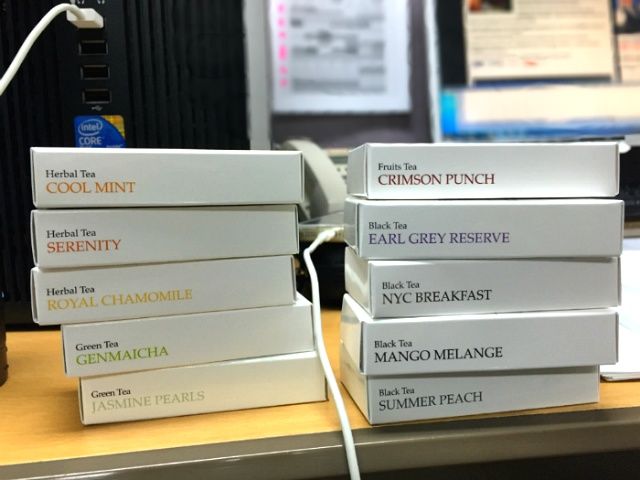 intel
CORE
Herbal Tea
COOL MINT
Herbal Tea
SERENITY
Herbal Tea
ROYAL CHAMOMILE
Green Tea
GENMAICHA
Green Tea
JASMINE PEARLS
Fruits Tea
CRIMSON PUNCH
Black Tea
EARL GREY RESERVE
Black Tea
NYC BREAKFAST
Black Tea
MANGO MELANGE
Black Tea
SUMMER PEACH